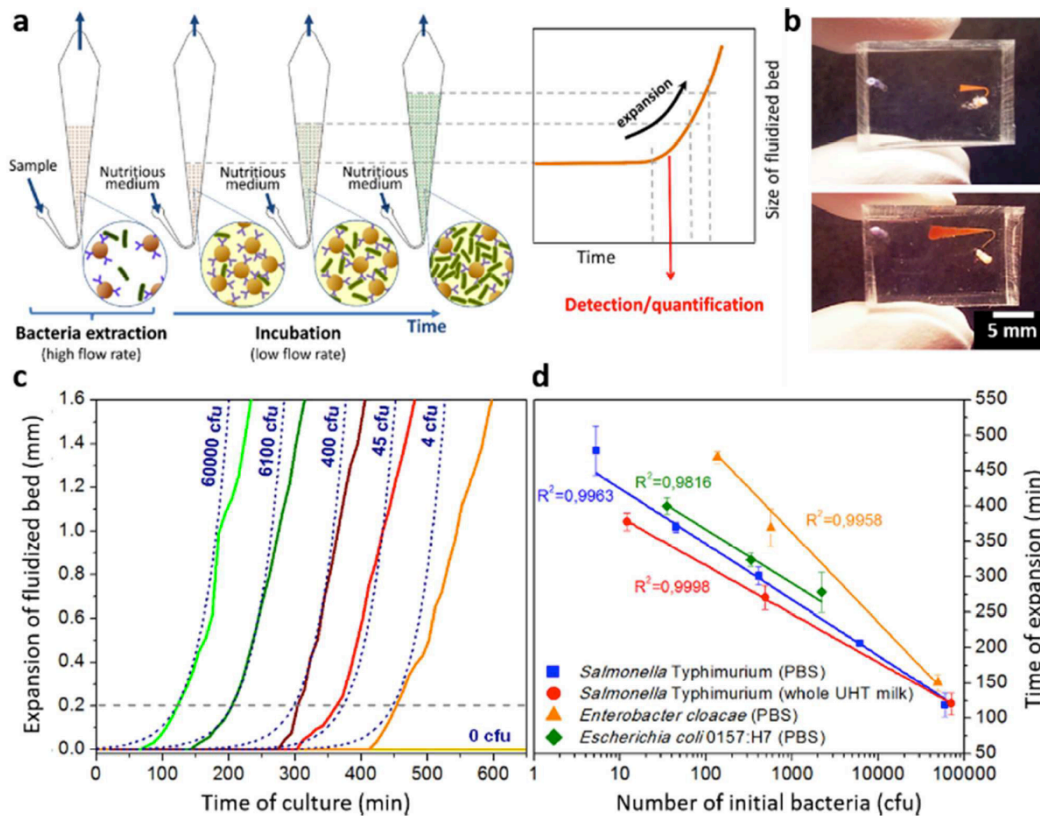 a
Sample
Nutritious
medium
Nutritious
medium
Nutritious
medium
Bacteria extraction
(high flow rate)
Incubation
(low flow rate)
Time
expansion
Size of fluidized bed
Time
Detection/quantification
b
5 mm
c
Expansion of fluidized bed (mm)
1.6
1.4
1.2
1.0
0.8
0.6
0.4
0.2
0.0
60000 cfu
6100 cfu
400 cfu
45 cfu
4 cfu
0 cfu
0 100 200 300 400 500 600
Time of culture (min)
d
R²=0,9963
R²=0,9816
R²=0,9958
R²=0,9998
Salmonella Typhimurium (PBS)
Salmonella Typhimurium (whole UHT milk)
Enterobacter cloacae (PBS)
Escherichia coli 0157:H7 (PBS)
550
500
450
400
350
300
250
200
150
100
50
Time of expansion (min)
1 10 100 1000 10000 100000
Number of initial bacteria (cfu)